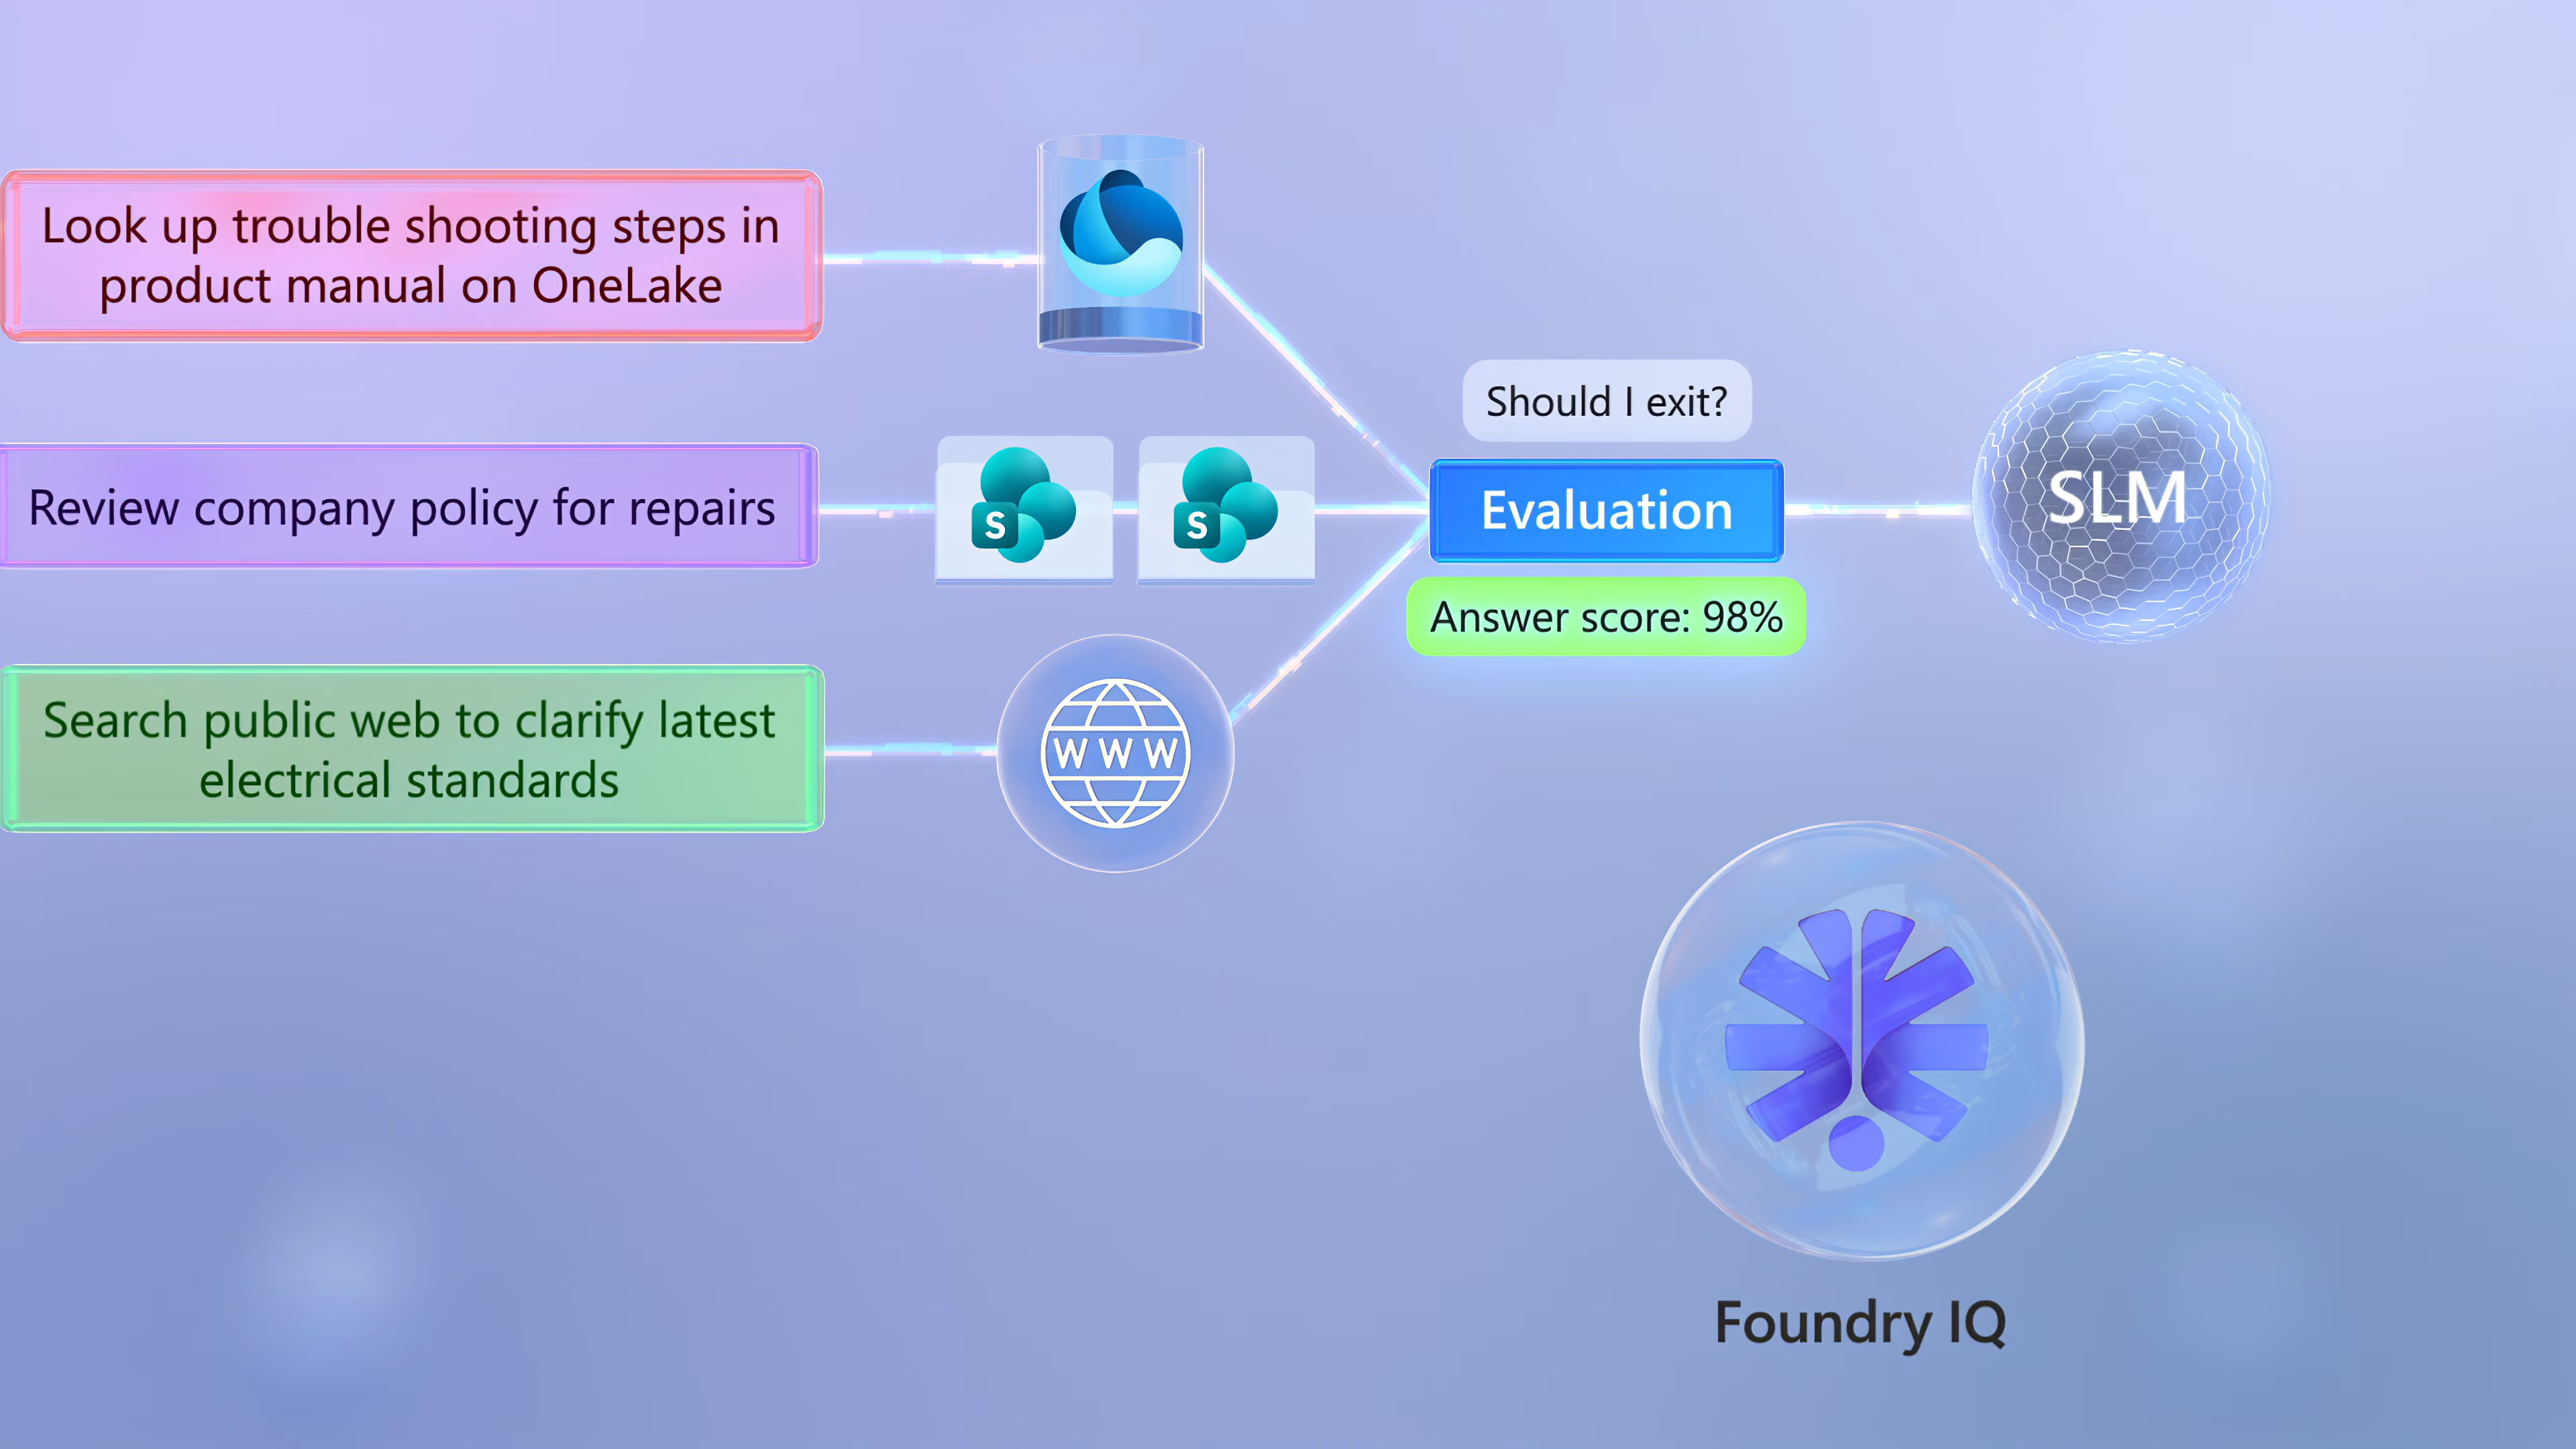 Look up trouble shooting steps in
product manual on OneLake
Review company policy for repairs
S
S
Search public web to clarify latest
electrical standards
WWW
Should I exit?
Evaluation
Answer score: 98%
SLM
Foundry IQ